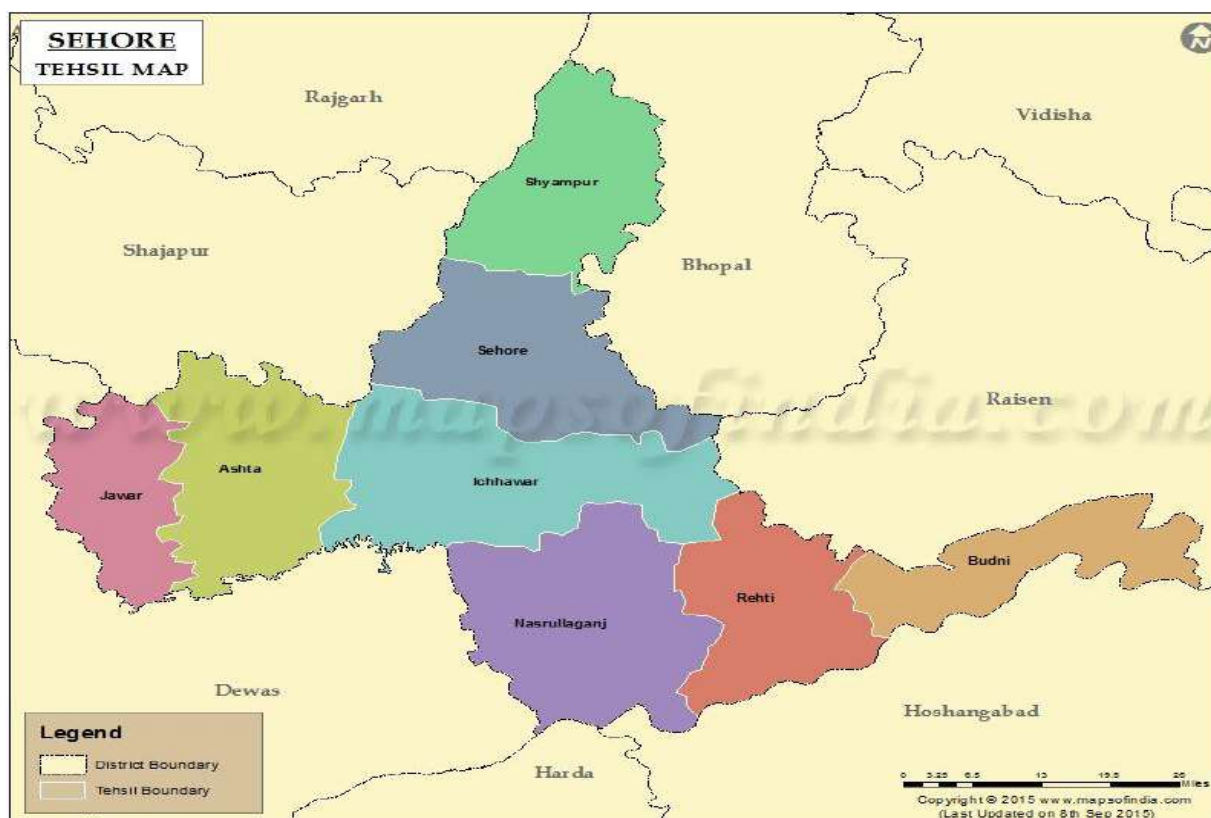 SEHORE
TEHSIL MAP
N
Rajgarh
Vidisha
Shyampur
Shajapur
Bhopal
Sehore
Raisen
www.mapsofindia.com
Ashta
Ichhawar
Jawar
Budni
Rehti
Nasrullaganj
Dewas
Hoshangabad
Legend
District Boundary
Tehsil Boundary
Harda
0 3.25 6.5 13 19.5 26
Miles
Copyright © 2015 www.mapsofindia.com
(Last Updated on 8th Sep 2015)